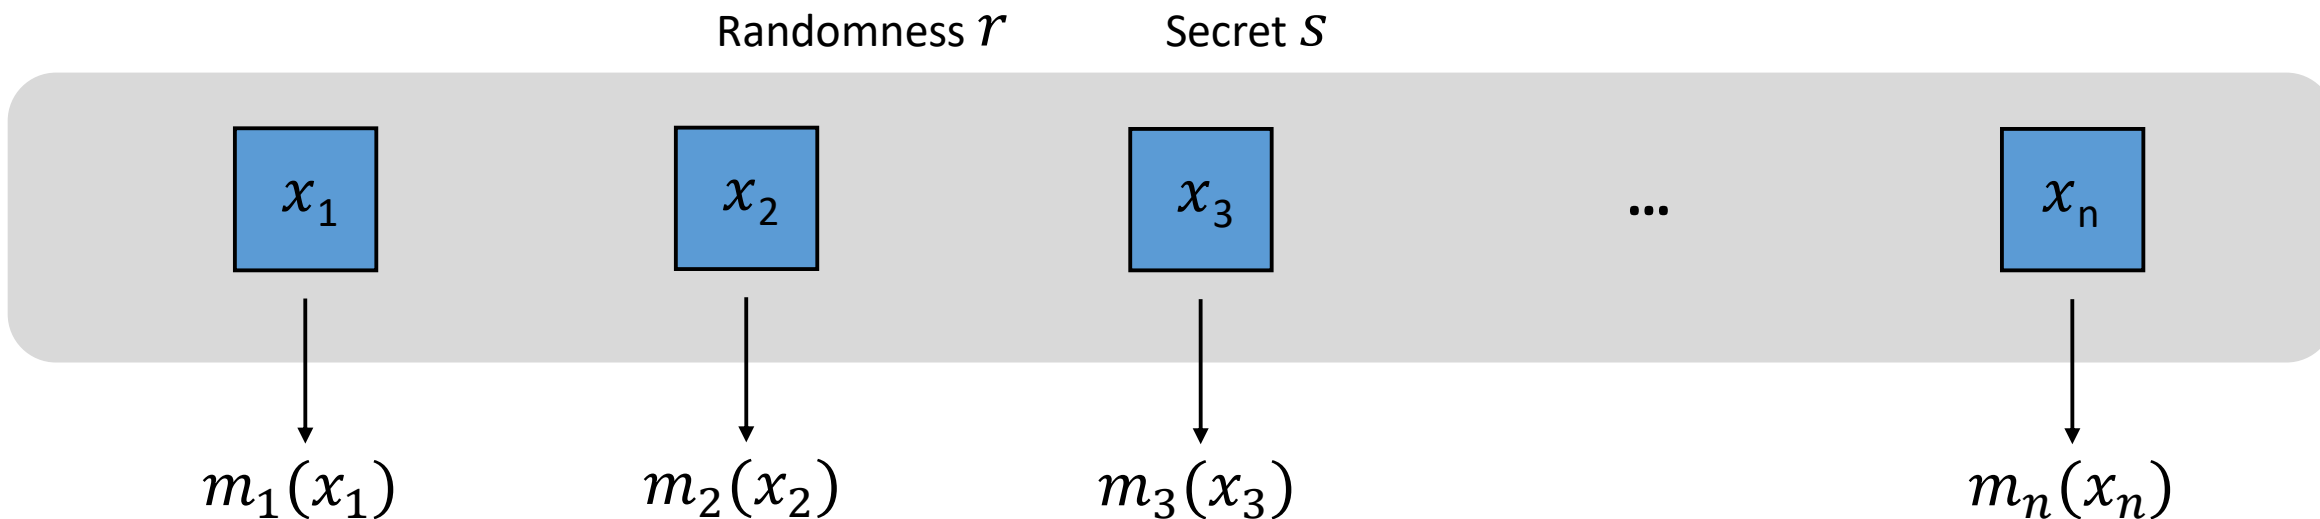 Randomness r Secret s
x₁ x₂ x₃ ... xₙ
m₁(x₁) m₂(x₂) m₃(x₃) mₙ(xₙ)